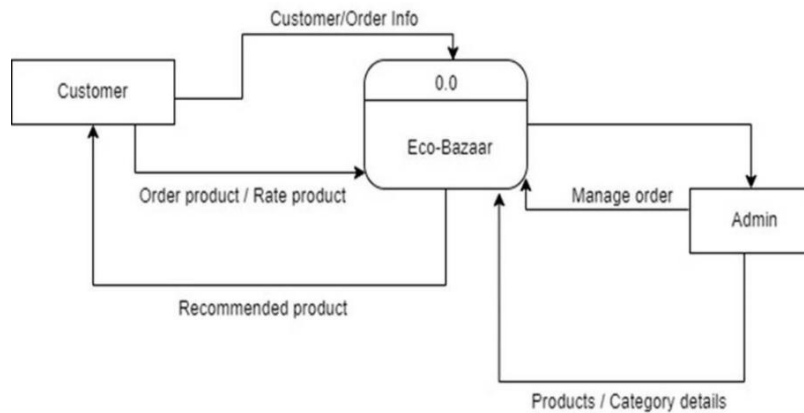 Customer/Order Info
Customer
0.0
Eco-Bazaar
Order product / Rate product
Manage order
Admin
Recommended product
Products / Category details